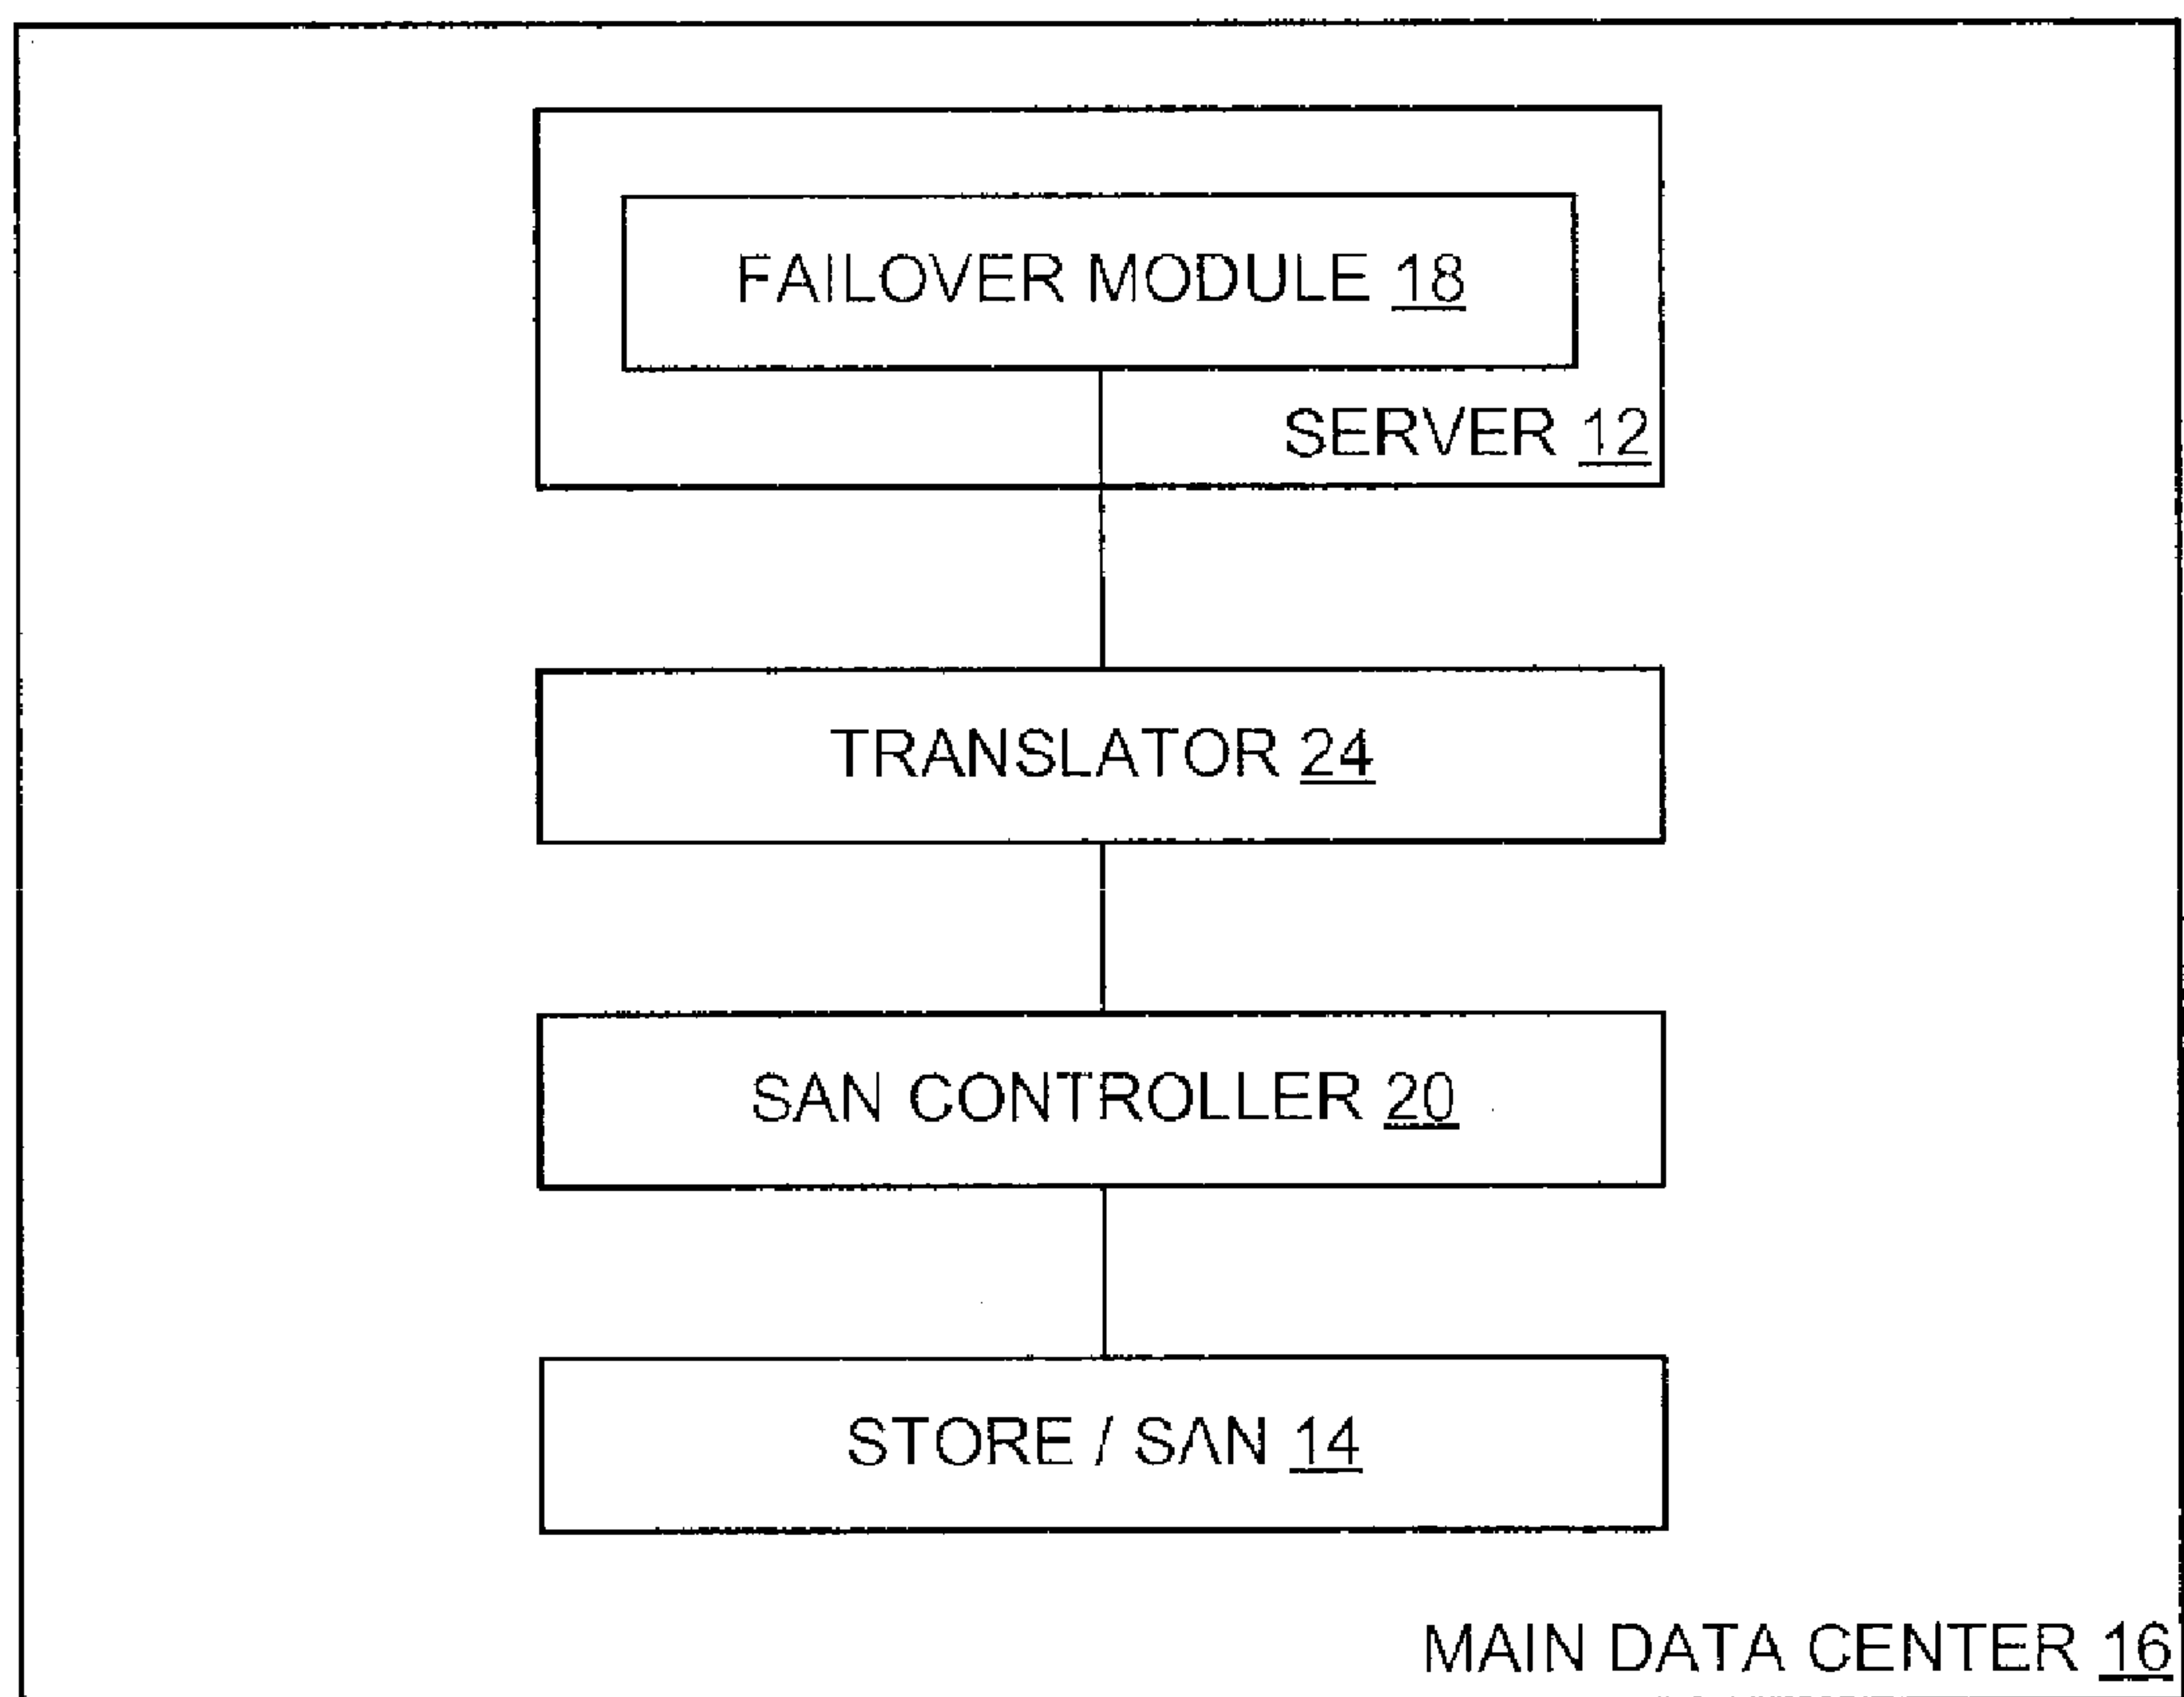 FAILOVER MODULE 18
SERVER 12
TRANSLATOR 24
SAN CONTROLLER 20
STORE / SAN 14
MAIN DATA CENTER 16